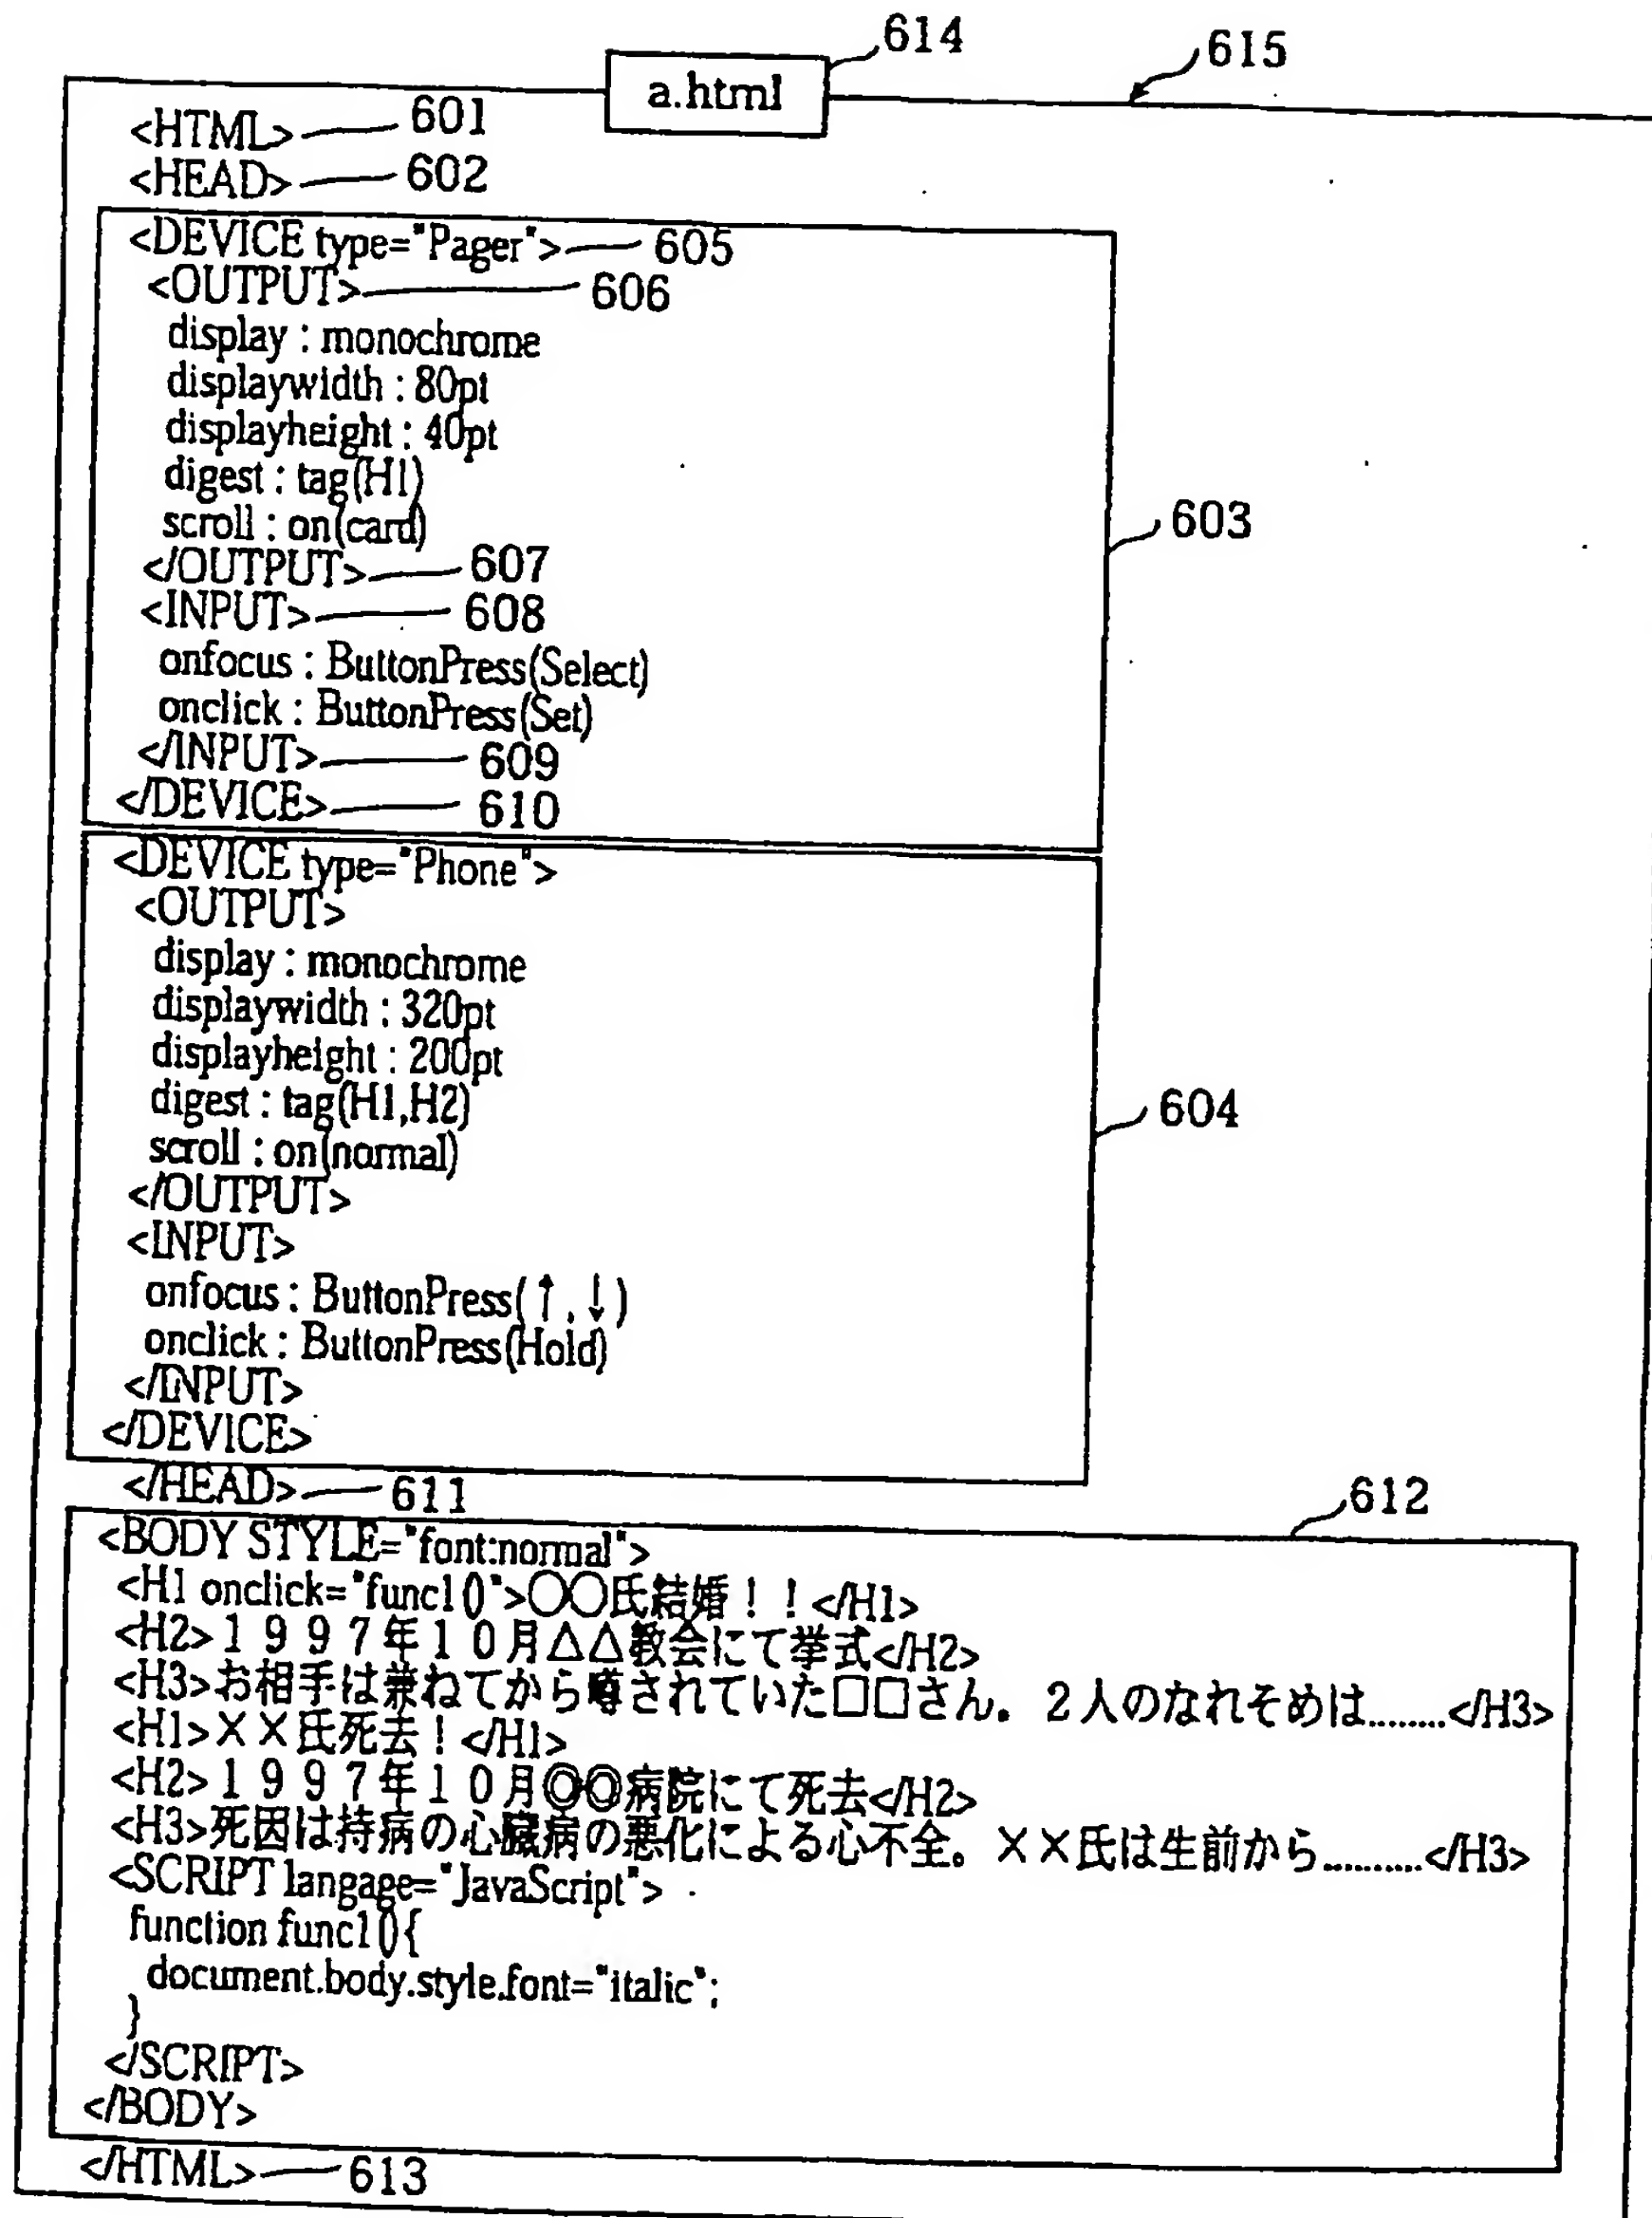 614
615
a.html
<HTML> 601
<HEAD> 602
<DEVICE type="Pager"> 605
<OUTPUT> 606
display : monochrome
displaywidth : 80pt
displayheight : 40pt
digest : tag(H1)
scroll : on(card)
603
</OUTPUT> 607
<INPUT> 608
onfocus : ButtonPress(Select)
onclick : ButtonPress(Set)
</INPUT> 609
</DEVICE> 610
<DEVICE type="Phone">
<OUTPUT>
display : monochrome
displaywidth : 320pt
displayheight : 200pt
digest : tag(H1,H2)
604
scroll : on(normal)
</OUTPUT>
<INPUT>
onfocus : ButtonPress(↑,↓)
onclick : ButtonPress(Hold)
</INPUT>
</DEVICE>
</HEAD> 611
612
<BODY STYLE="font:normal">
<H1 onclick="func1()">○○氏結婚！！</H1>
<H2>１９９７年１０月△△教会にて挙式</H2>
<H3>お相手は兼ねてから噂されていた□□さん。２人のなれそめは.........</H3>
<H1>××氏死去！</H1>
<H2>１９９７年１０月◎◎病院にて死去</H2>
<H3>死因は持病の心臓病の悪化による心不全。××氏は生前から...........</H3>
<SCRIPT langage="JavaScript">
function func1(){
document.body.style.font="italic";
}
</SCRIPT>
</BODY>
</HTML> 613